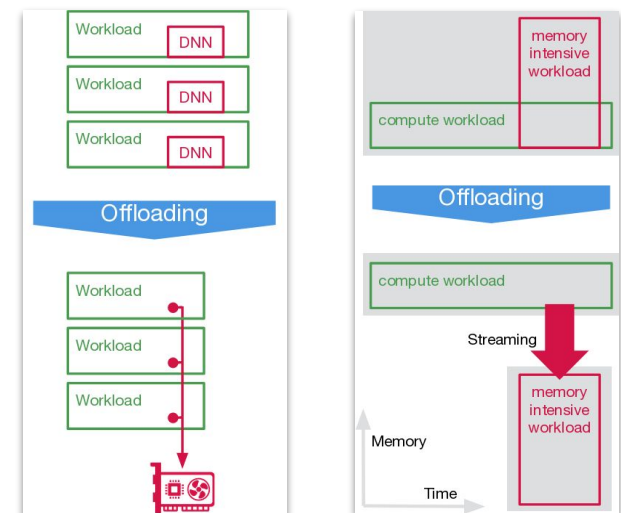 Workload
DNN
Workload
DNN
Workload
DNN
Offloading
Workload
Workload
Workload
memory
intensive
workload
compute workload
Offloading
compute workload
Streaming
memory
intensive
workload
Memory
Time